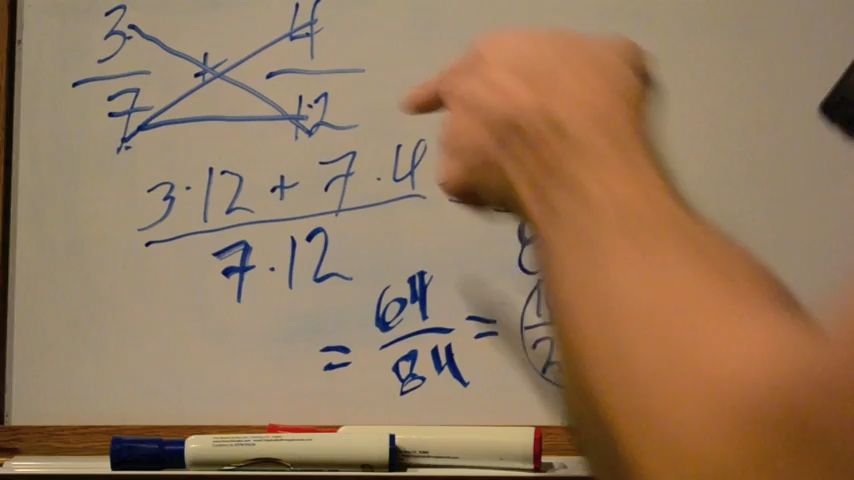 3/7 + 4/12
3·12 + 7·4
7·12
= 64/84 =